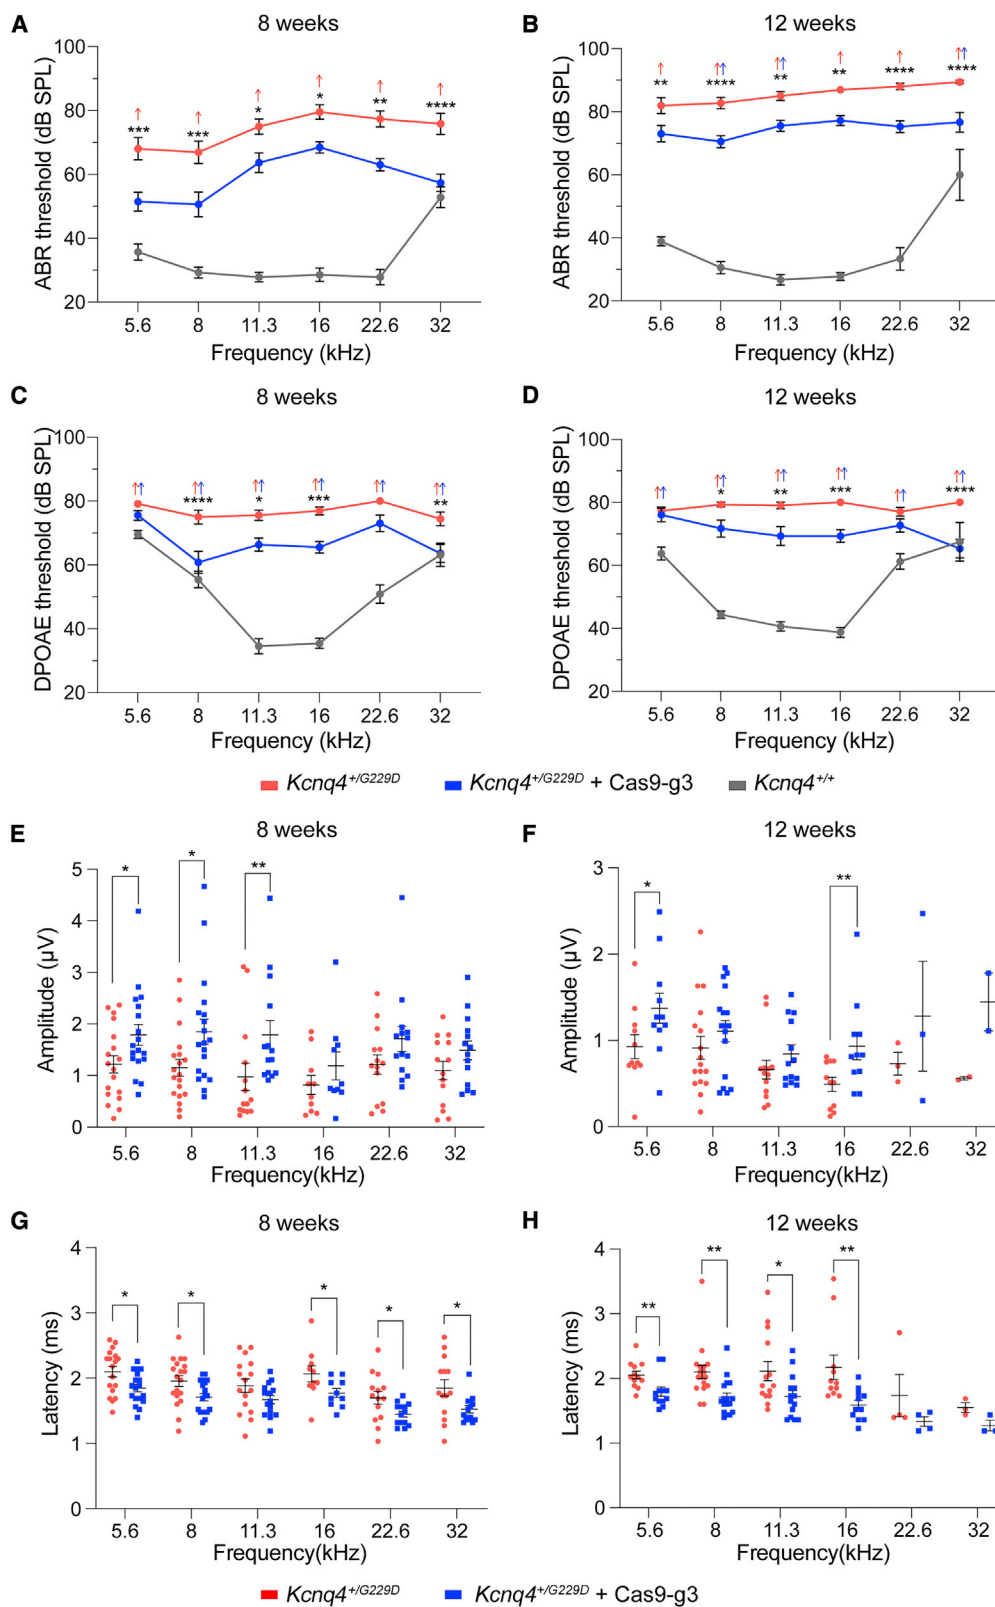 A
8 weeks
B
12 weeks
ABR threshold (dB SPL)
100
80
60
40
20
*** *** * * ** ****
5.6 8 11.3 16 22.6 32
Frequency (kHz)
ABR threshold (dB SPL)
100
80
60
40
20
** **** ** ** **** ****
5.6 8 11.3 16 22.6 32
Frequency (kHz)
C
8 weeks
D
12 weeks
DPOAE threshold (dB SPL)
100
80
60
40
20
**** * *** **
5.6 8 11.3 16 22.6 32
Frequency (kHz)
DPOAE threshold (dB SPL)
100
80
60
40
20
* ** *** ****
5.6 8 11.3 16 22.6 32
Frequency (kHz)
Kcnq4+/G229D Kcnq4+/G229D + Cas9-g3 Kcnq4+/+
E
8 weeks
F
12 weeks
Amplitude (μV)
5
4
3
2
1
0
* * **
5.6 8 11.3 16 22.6 32
Frequency(kHz)
Amplitude (μV)
3
2
1
0
* **
5.6 8 11.3 16 22.6 32
Frequency(kHz)
G
8 weeks
H
12 weeks
Latency (ms)
4
3
2
1
0
* * * * *
5.6 8 11.3 16 22.6 32
Frequency(kHz)
Latency (ms)
4
3
2
1
0
** ** * **
5.6 8 11.3 16 22.6 32
Frequency(kHz)
Kcnq4+/G229D Kcnq4+/G229D + Cas9-g3